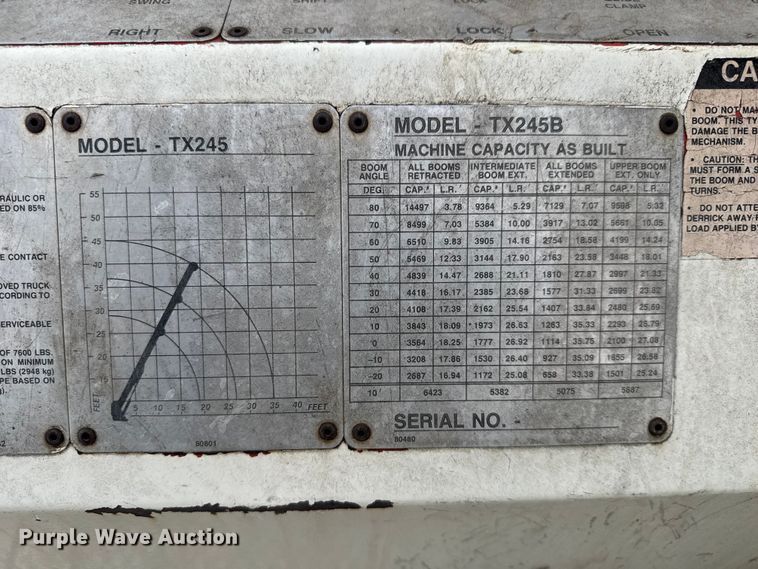 SWING
SHIFT
LOCK
CLAMP
RIGHT
SLOW
LOCK
OPEN
RAULIC OR
ED ON 85%
E CONTACT
OVED TRUCK
CCORDING TO
SERVICEABLE
OF 7600 LBS.
ON MINIMUM
LBS (2948 kg)
PE BASED ON
MODEL - TX245
55
50
45
40
35
30
25
20
15
FEET
5 10 15 20 25 30 35 40 FEET
80801
MODEL - TX245B
MACHINE CAPACITY AS BUILT
BOOM ANGLE ALL BOOMS RETRACTED INTERMEDIATE BOOM EXT. ALL BOOMS EXTENDED UPPER BOOM EXT. ONLY
DEG. CAP.# L.R. CAP.# L.R. CAP.# L.R. CAP.# L.R.
80 14497 3.78 9364 5.29 7129 7.07 9598 5.32
70 8499 7.03 5384 10.00 3917 13.02 5661 10.05
60 6510 9.83 3905 14.16 2754 18.58 4199 14.24
50 5469 12.33 3144 17.90 2163 23.58 3448 18.01
40 4839 14.47 2688 21.11 1810 27.87 2997 21.33
30 4418 16.17 2385 23.68 1577 31.33 2699 23.82
20 4108 17.39 2162 25.54 1407 33.84 2480 25.69
10 3843 18.09 1973 26.63 1263 35.33 2293 26.79
0 3564 18.25 1777 26.92 1114 35.75 2100 27.08
-10 3208 17.86 1530 26.40 927 35.09 1855 26.58
-20 2687 16.94 1172 25.08 658 33.38 1501 25.24
10' 6423 5382 5075 5887
SERIAL NO. -
80480
CA
• DO NOT MA
BOOM. THIS TY
DAMAGE THE B
MECHANISM.
• CAUTION: TH
MUST FORM A S
THE BOOM AND
TURNS.
• DO NOT ATTE
DERRICK AWAY F
LOAD APPLIED B
Purple Wave Auction